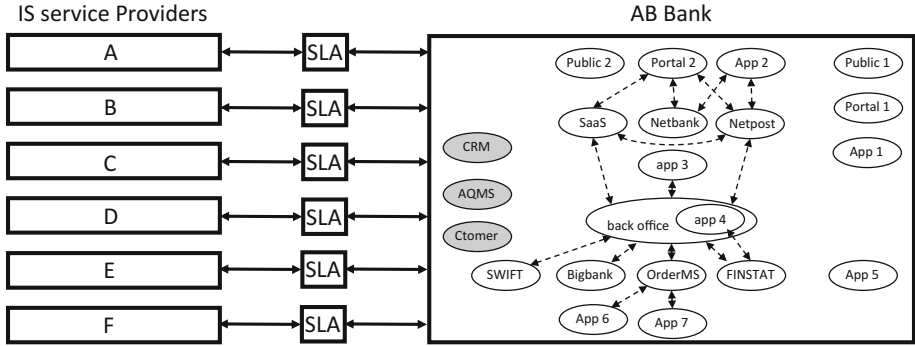 IS service Providers
AB Bank
A
SLA
B
SLA
C
SLA
D
SLA
E
SLA
F
SLA
Public 2
Portal 2
App 2
Public 1
Portal 1
SaaS
Netbank
Netpost
CRM
App 1
app 3
AQMS
app 4
back office
Ctomer
SWIFT
Bigbank
OrderMS
FINSTAT
App 5
App 6
App 7